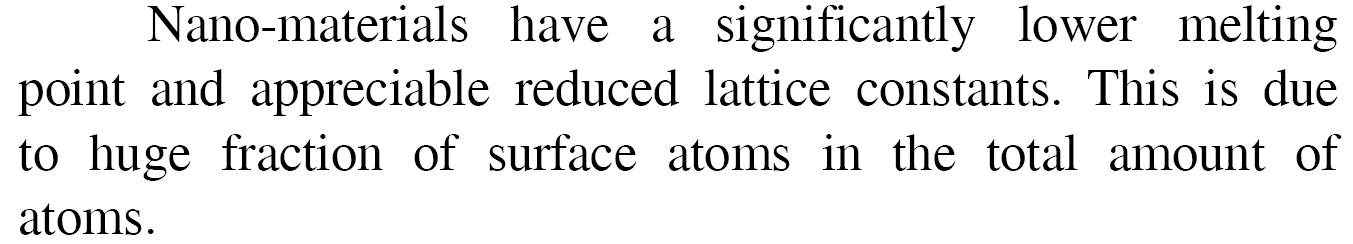 Nano-materials have a significantly lower melting
point and appreciable reduced lattice constants. This is due
to huge fraction of surface atoms in the total amount of
atoms.